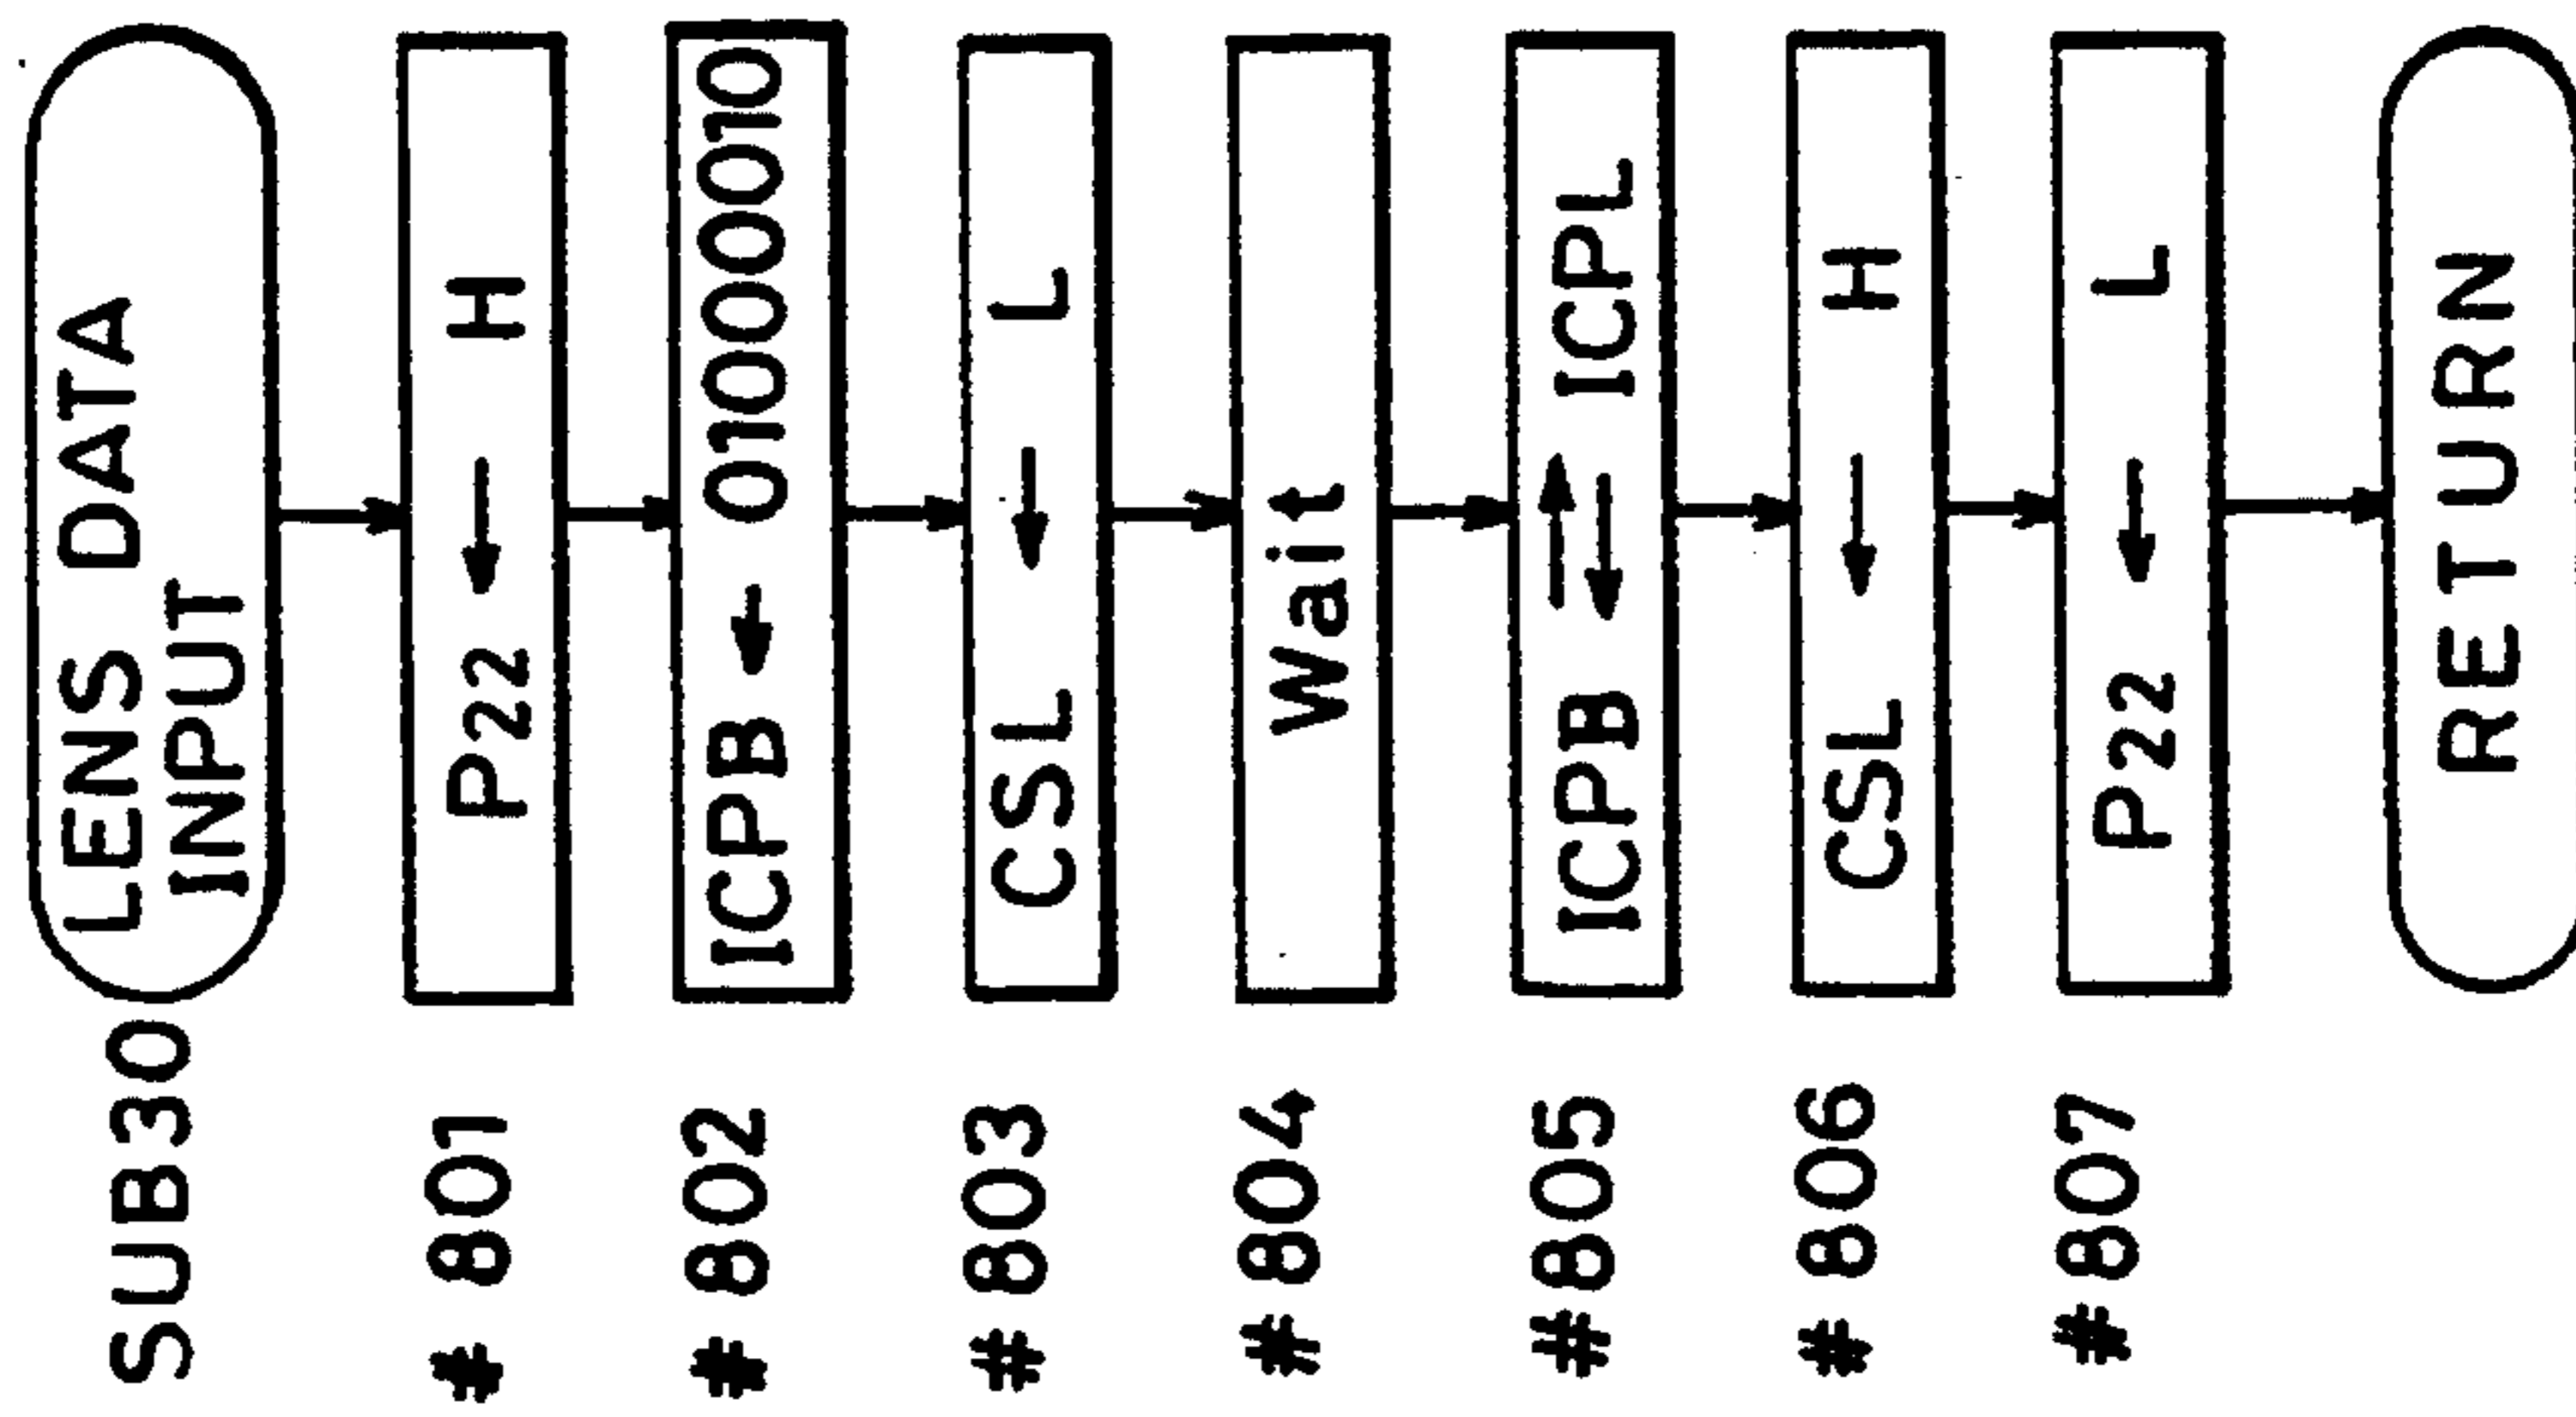 SUB30 LENS DATA
INPUT
# 801 P22 ← H
# 802 ICPB ← 01000010
# 803 CSL ← L
# 804 Wait
# 805 ICPB ⇄ ICPL
# 806 CSL ← H
# 807 P22 ← L
RETURN